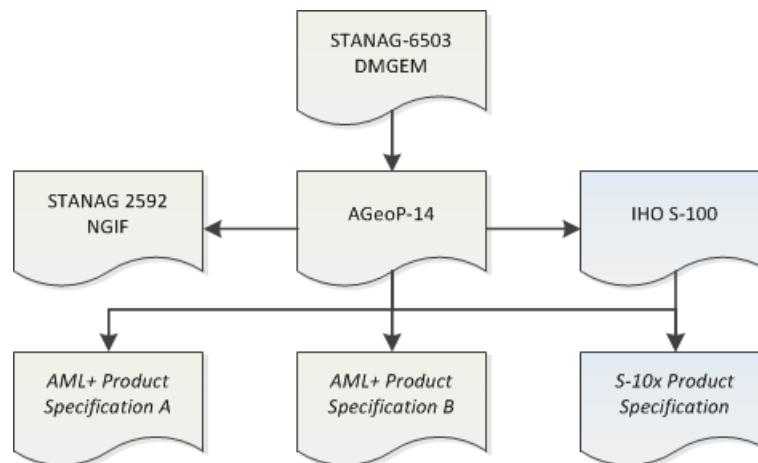 STANAG-6503
DMGEM
STANAG 2592
NGIF
AGeoP-14
IHO S-100
AML+ Product
Specification A
AML+ Product
Specification B
S-10x Product
Specification